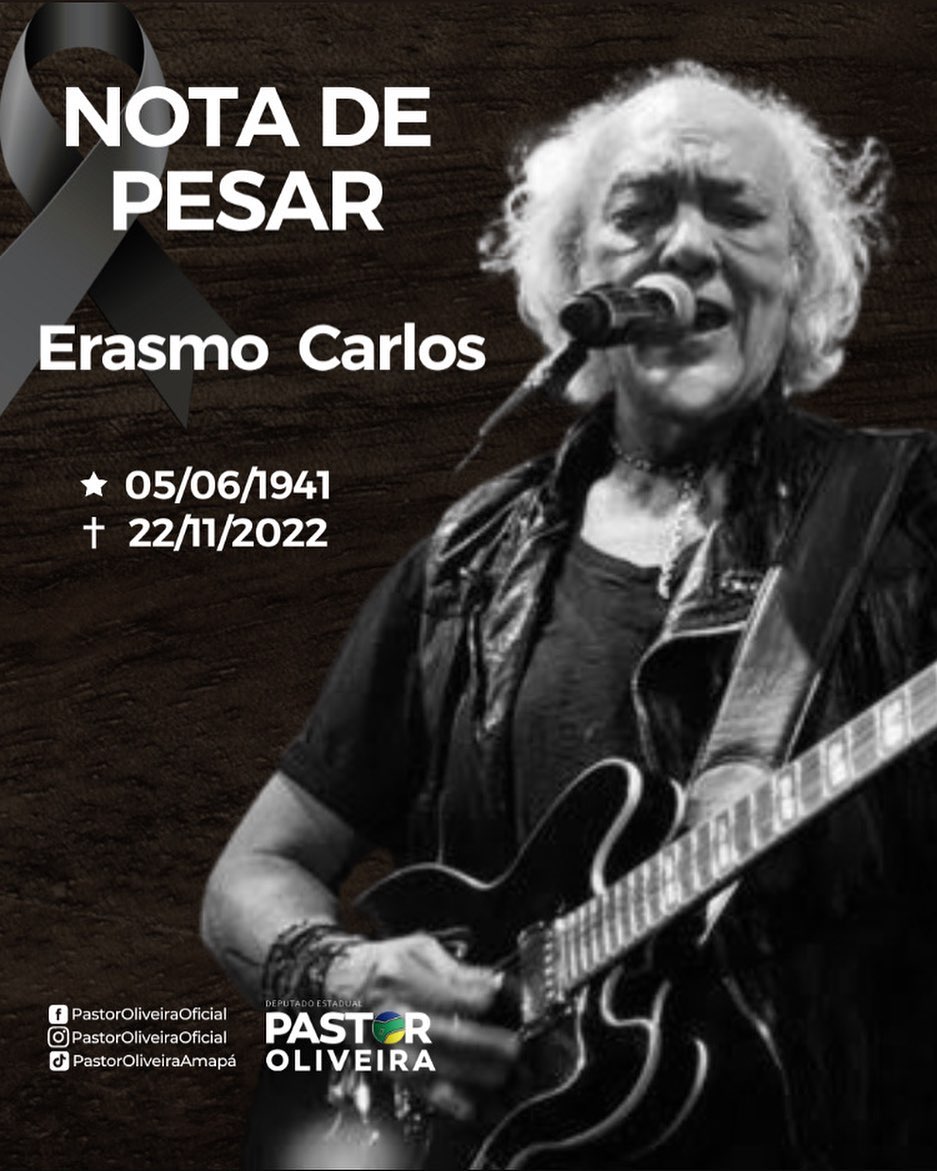 NOTA DE
PESAR
Erasmo Carlos
★ 05/06/1941
† 22/11/2022
PastorOliveiraOficial
PastorOliveiraOficial
PastorOliveiraAmapá
DEPUTADO ESTADUAL
PASTOR
OLIVEIRA